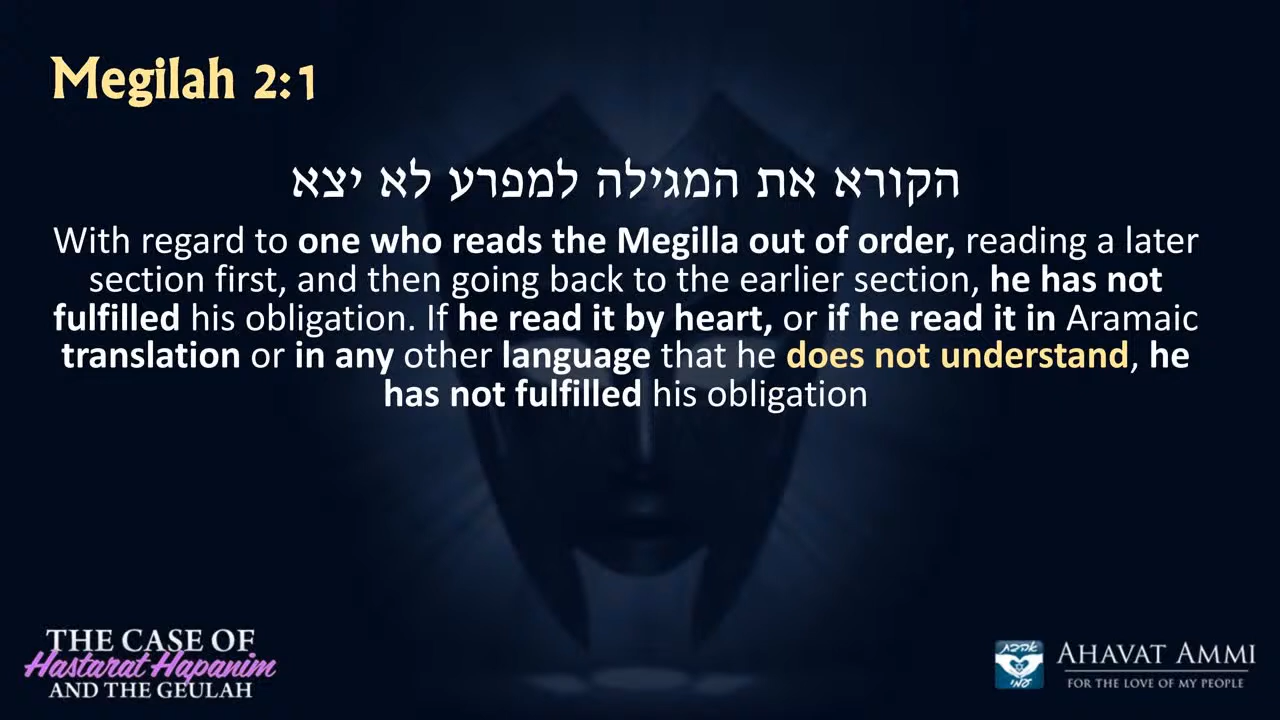 Megilah 2:1
הקורא את המגילה למפרע לא יצא
With regard to one who reads the Megilla out of order, reading a later
section first, and then going back to the earlier section, he has not
fulfilled his obligation. If he read it by heart, or if he read it in Aramaic
translation or in any other language that he does not understand, he
has not fulfilled his obligation
THE CASE OF
Hastarat Hapanim
AND THE GEULAH
אהבת
עמי
AHAVAT AMMI
FOR THE LOVE OF MY PEOPLE